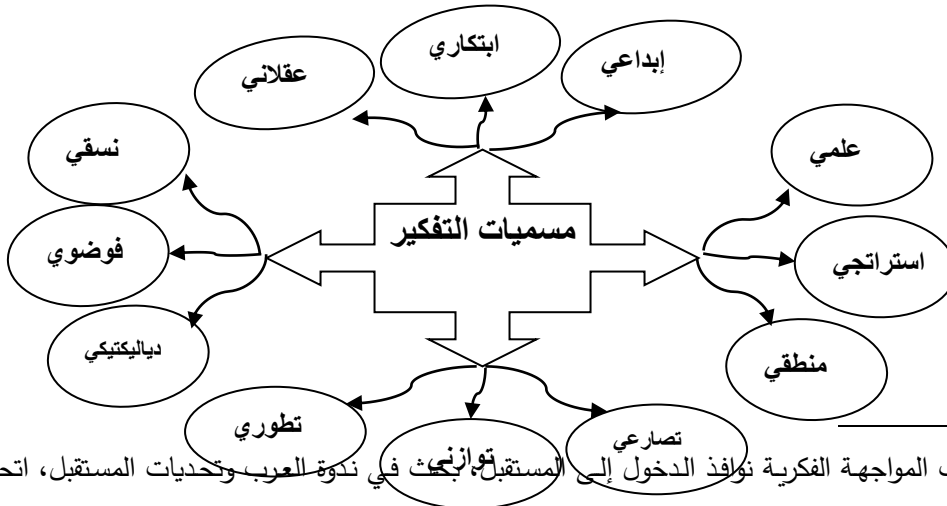 ابتكاري
إبداعي
عقلاني
علمي
نسقي
مسميات التفكير
فوضوي
استراتجي
دياليكتيكي
منطقي
تطوري
تصارعي
توازني
المواجهة الفكرية نوافذ الدخول إلى المستقبل، بحث في ندوة العرب وتحديات المستقبل،